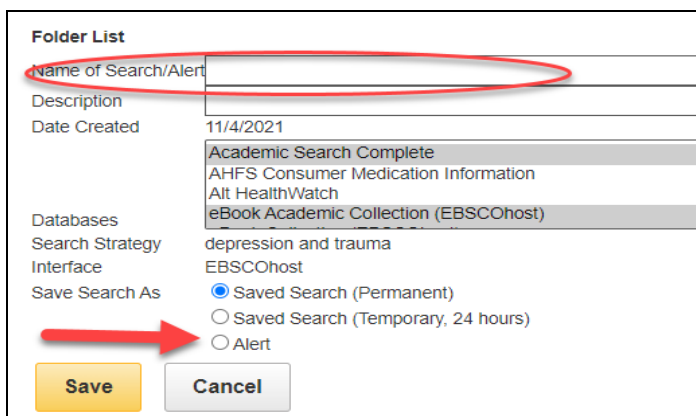 Folder List
Name of Search/Alert
Description
Date Created 11/4/2021
Academic Search Complete
AHFS Consumer Medication Information
Alt HealthWatch
Databases eBook Academic Collection (EBSCOhost)
Search Strategy depression and trauma
Interface EBSCOhost
Save Search As Saved Search (Permanent)
Saved Search (Temporary, 24 hours)
Alert
Save Cancel